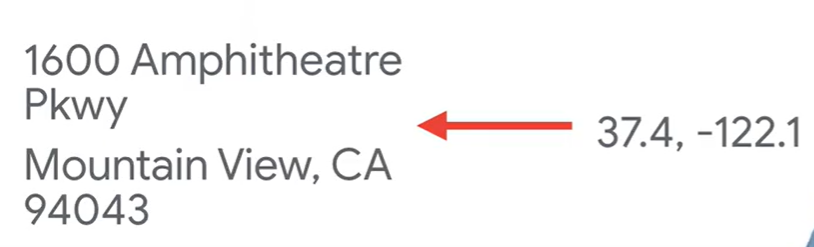 1600 Amphitheatre
Pkwy
Mountain View, CA
94043
37.4, -122.1